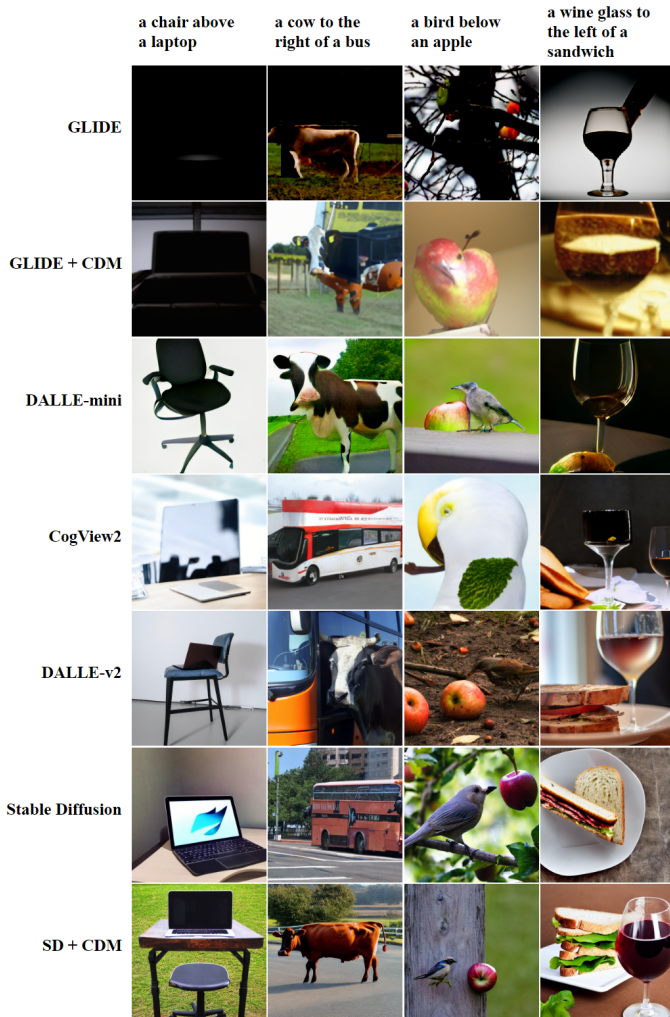 a chair above
a laptop
a cow to the
right of a bus
a bird below
an apple
a wine glass to
the left of a
sandwich
GLIDE
GLIDE + CDM
DALLE-mini
CogView2
DALLE-v2
Stable Diffusion
SD + CDM